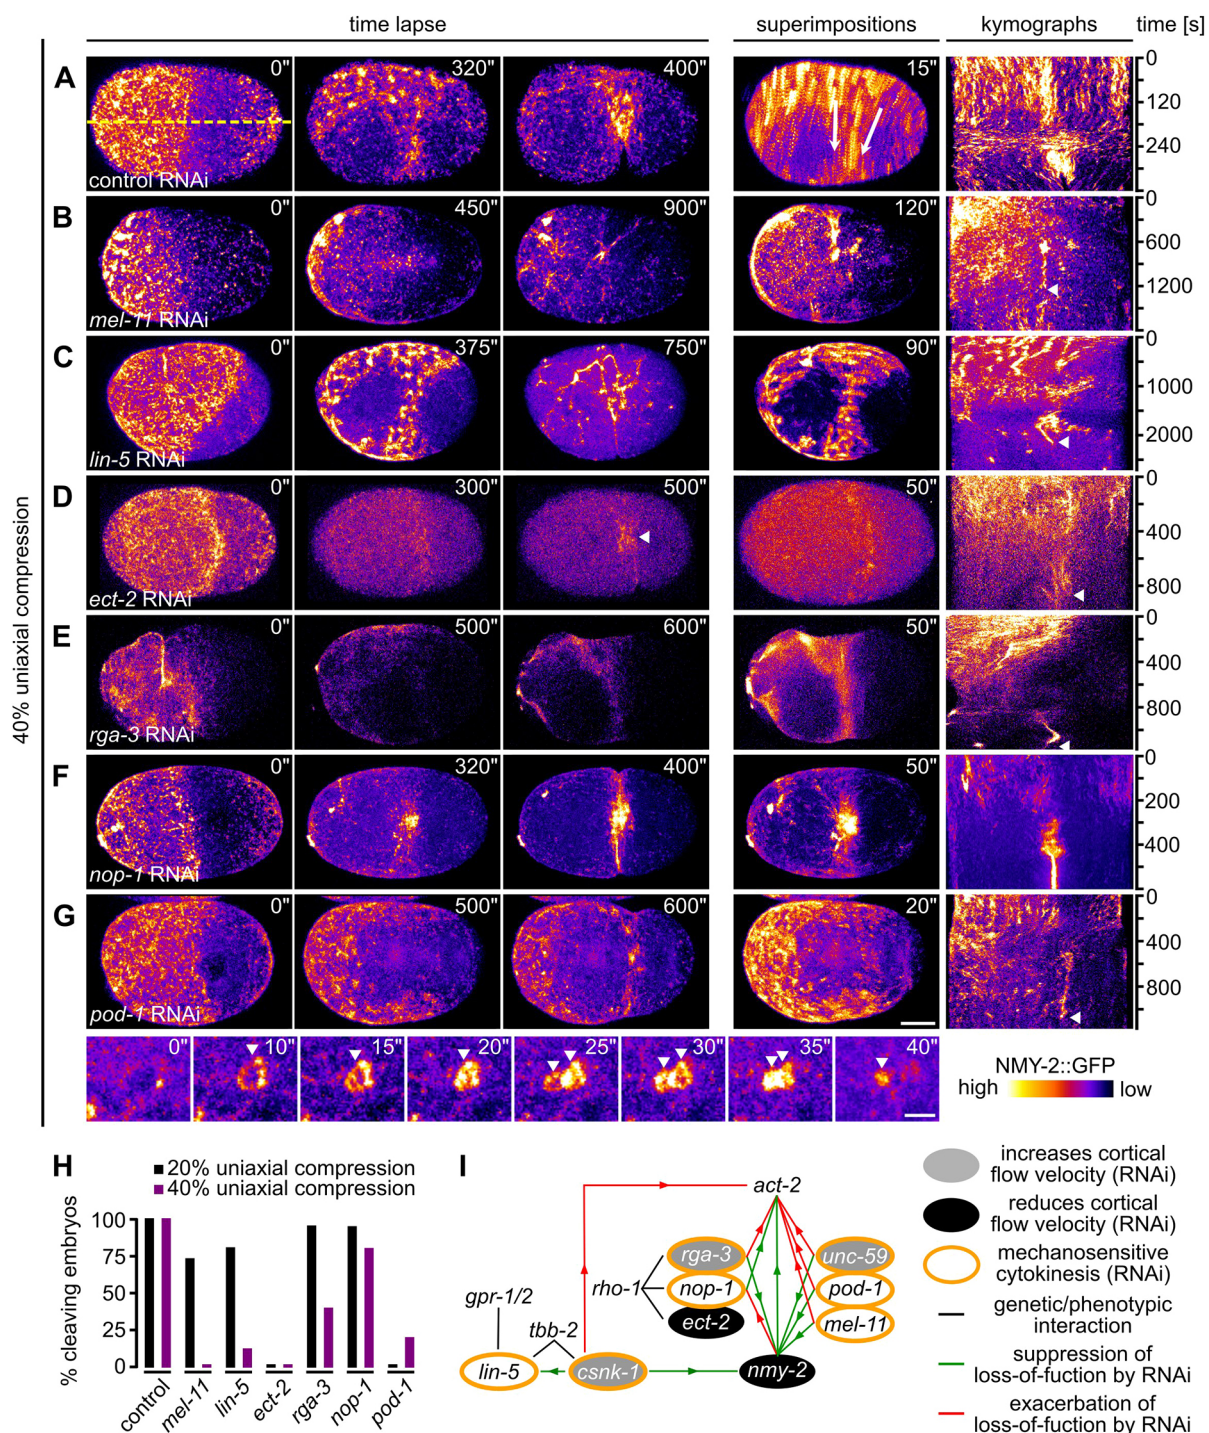 time lapse
superimpositions
kymographs
time [s]
40% uniaxial compression
A
0"
320"
400"
15"
control RNAi
0
120
240
B
0"
450"
900"
120"
mel-11 RNAi
0
600
1200
C
0"
375"
750"
90"
lin-5 RNAi
0
1000
2000
D
0"
300"
500"
50"
ect-2 RNAi
0
400
800
E
0"
500"
600"
50"
rga-3 RNAi
0
400
800
F
0"
320"
400"
50"
nop-1 RNAi
0
200
400
G
0"
500"
600"
20"
pod-1 RNAi
0
400
800
0"
10"
15"
20"
25"
30"
35"
40"
NMY-2::GFP
high
low
H
20% uniaxial compression
40% uniaxial compression
% cleaving embryos
100
75
50
25
0
control
mel-11
lin-5
ect-2
rga-3
nop-1
pod-1
I
act-2
rga-3
unc-59
rho-1
nop-1
pod-1
ect-2
mel-11
gpr-1/2
tbb-2
lin-5
csnk-1
nmy-2
increases cortical
flow velocity (RNAi)
reduces cortical
flow velocity (RNAi)
mechanosensitive
cytokinesis (RNAi)
genetic/phenotypic
interaction
suppression of
loss-of-fuction by RNAi
exacerbation of
loss-of-fuction by RNAi